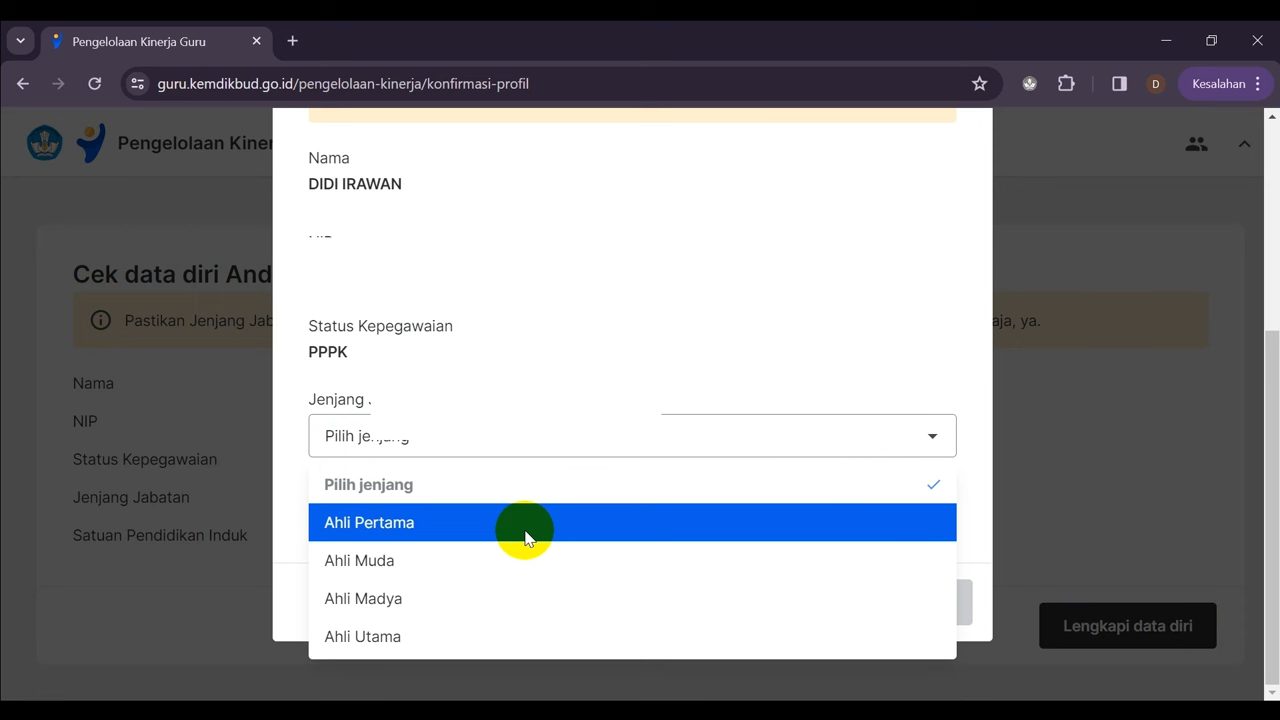 Pengelolaan Kinerja Guru
guru.kemdikbud.go.id/pengelolaan-kinerja/konfirmasi-profil
D
Kesalahan
Pengelolaan Kiner
Nama
DIDI IRAWAN
Status Kepegawaian
PPPK
Jenjang
Pilih jenjang
Pilih jenjang
Ahli Pertama
Ahli Muda
Ahli Madya
Ahli Utama
Cek data diri And
Pastikan Jenjang Jab
aja, ya.
Nama
NIP
Status Kepegawaian
Jenjang Jabatan
Satuan Pendidikan Induk
Lengkapi data diri